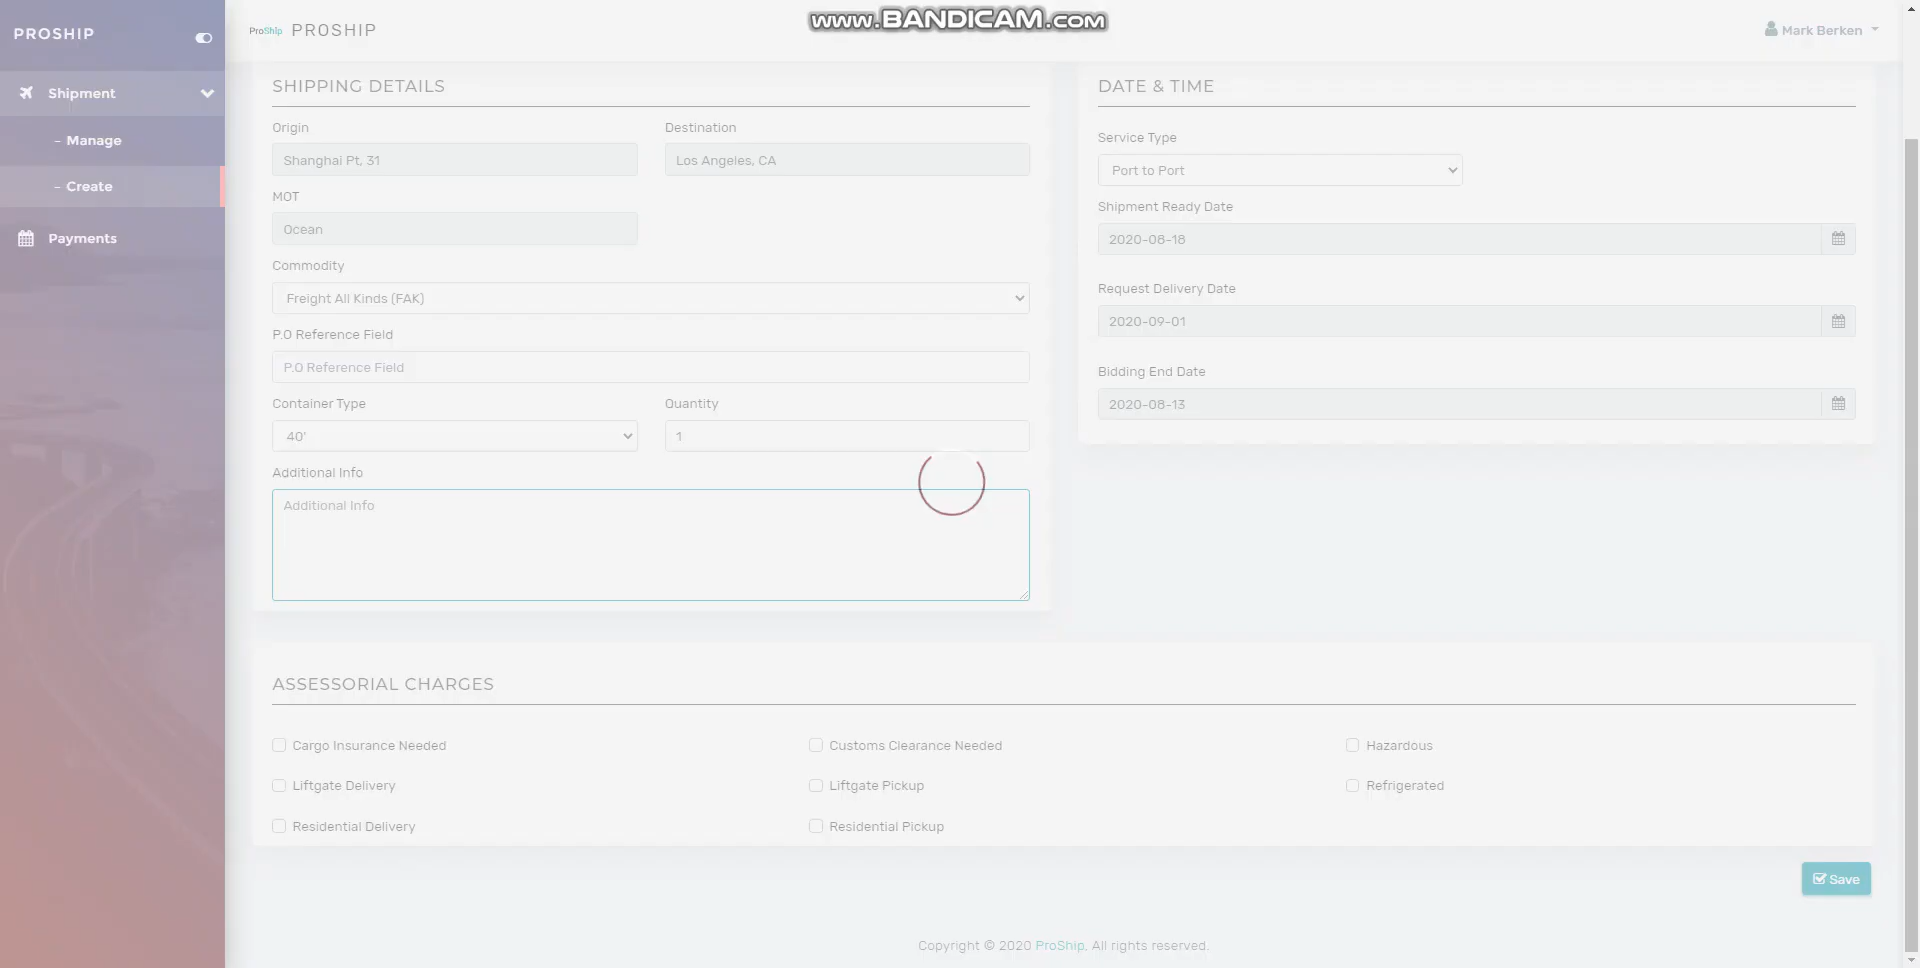 www.BANDICAM.com
PROSHIP
ProShip PROSHIP
Mark Berken
Shipment
- Manage
- Create
Payments
SHIPPING DETAILS
Origin
Destination
Shanghai Pt, 31
Los Angeles, CA
MOT
Ocean
Commodity
Freight All Kinds (FAK)
P.O Reference Field
P.O Reference Field
Container Type
Quantity
40'
1
Additional Info
Additional Info
DATE & TIME
Service Type
Port to Port
Shipment Ready Date
2020-08-18
Request Delivery Date
2020-09-01
Bidding End Date
2020-08-13
ASSESSORIAL CHARGES
Cargo Insurance Needed
Customs Clearance Needed
Hazardous
Liftgate Delivery
Liftgate Pickup
Refrigerated
Residential Delivery
Residential Pickup
Save
Copyright © 2020 ProShip. All rights reserved.